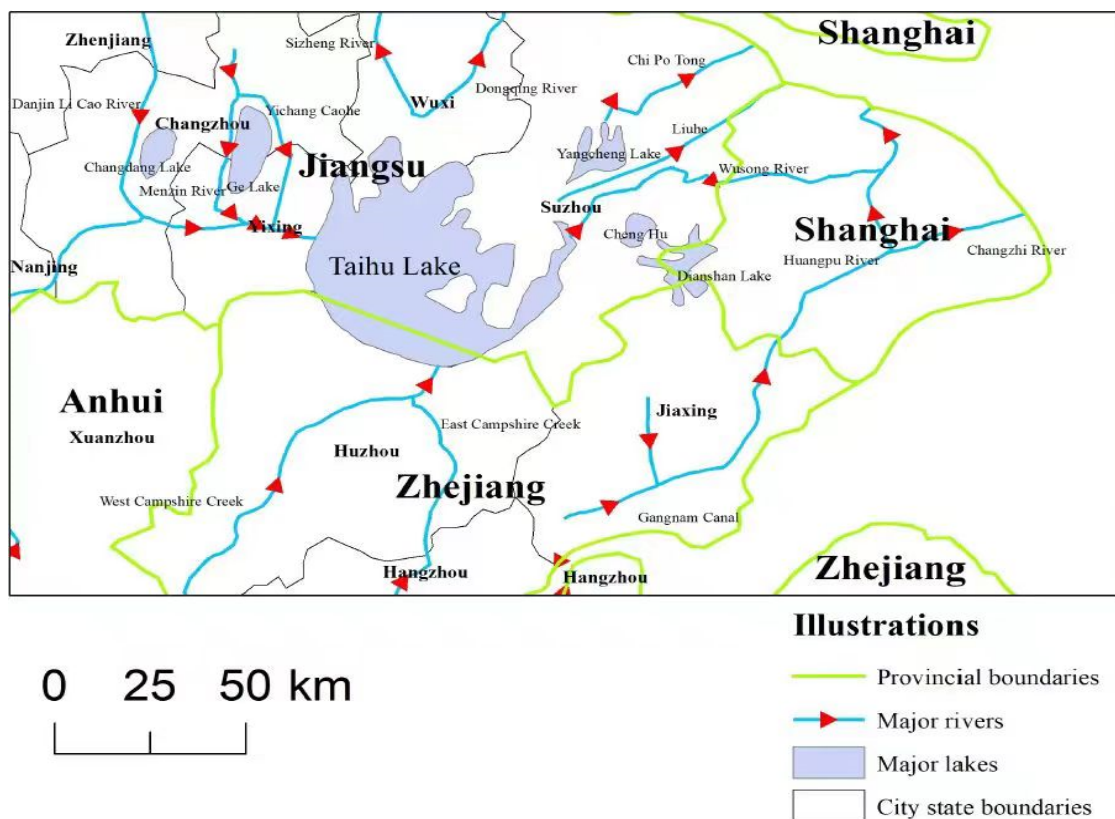 Shanghai
Zhenjiang
Sizheng River
Chi Po Tong
Dongqing River
Wuxi
Danjin Li Cao River
Yichang Caohe
Changzhou
Liuhe
Jiangsu
Yangcheng Lake
Changdang Lake
Wusong River
Menzin River
Ge Lake
Suzhou
Yixing
Cheng Hu
Shanghai
Changzhi River
Huangpu River
Taihu Lake
Nanjing
Dianshan Lake
Anhui
Xuanzhou
Jiaxing
East Campshire Creek
Huzhou
Zhejiang
West Campshire Creek
Gangnam Canal
Hangzhou
Hangzhou
Zhejiang
Illustrations
Provincial boundaries
Major rivers
Major lakes
City state boundaries
0 25 50 km